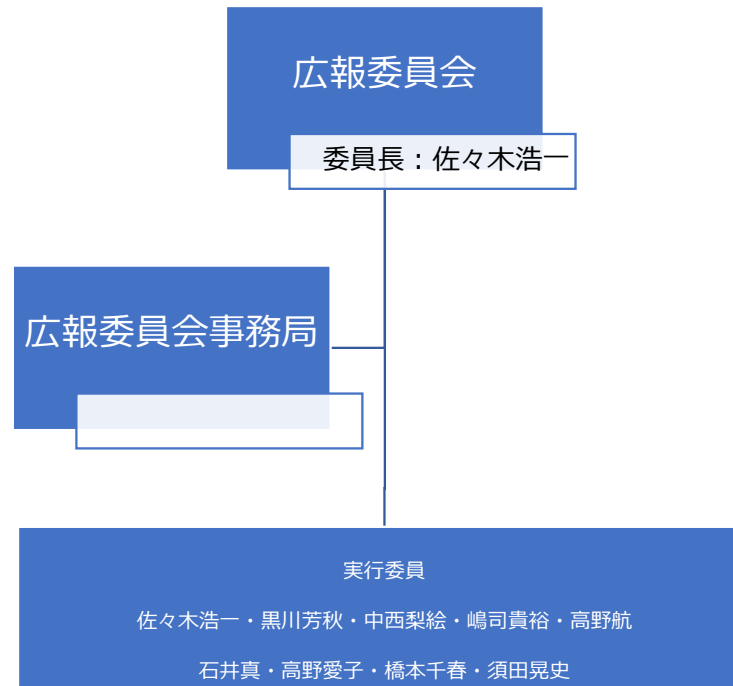 広報委員会
委員長：佐々木浩一
広報委員会事務局
実行委員
佐々木浩一・黒川芳秋・中西梨絵・嶋司貴裕・高野航
石井真・高野愛子・橋本千春・須田晃史